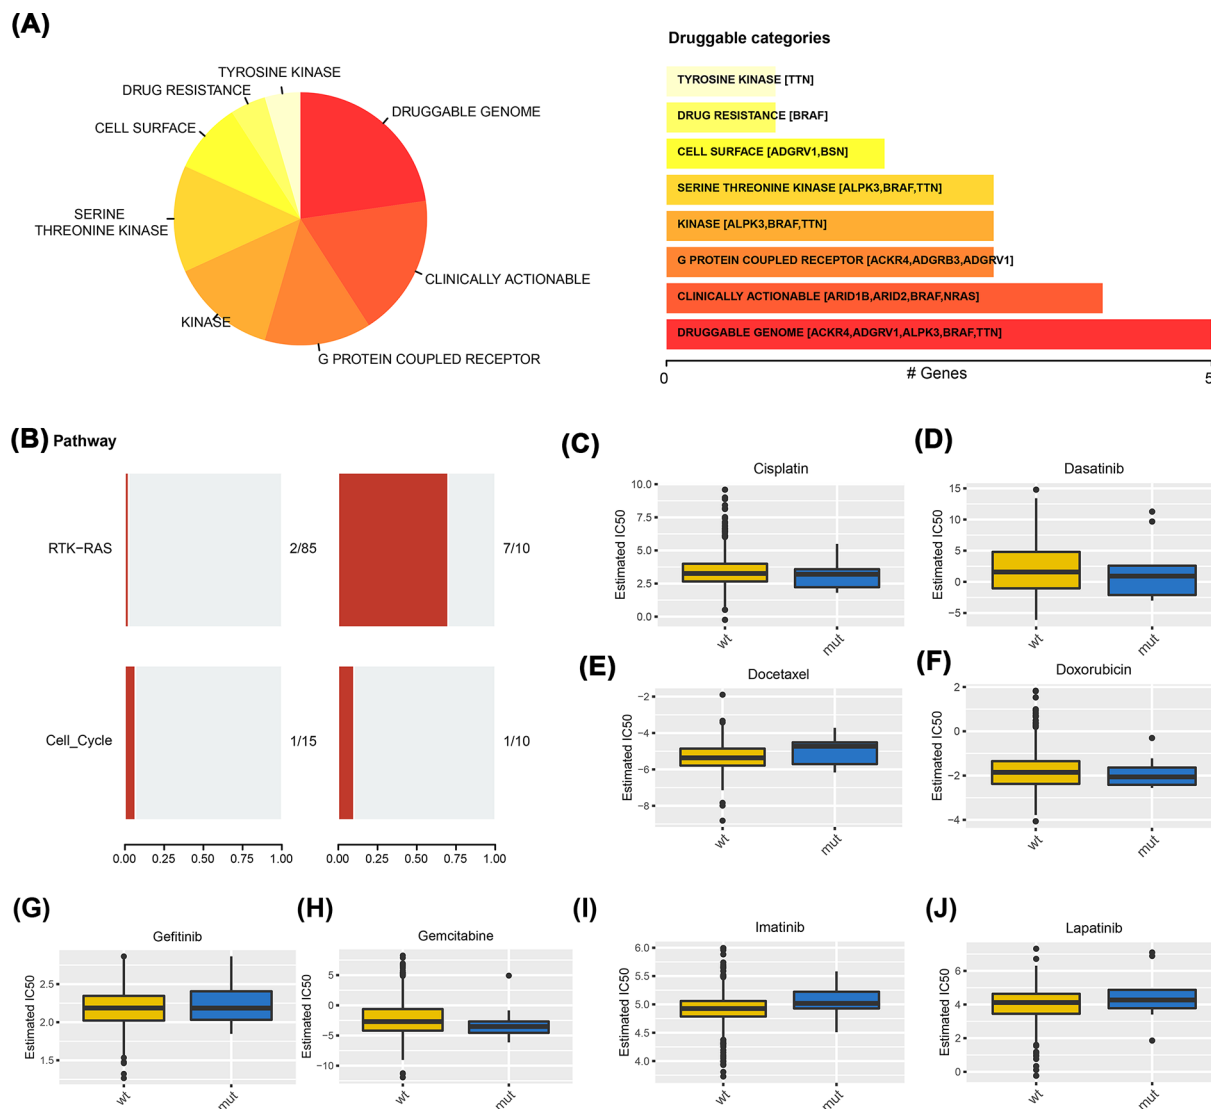 (A)
TYROSINE KINASE
DRUG RESISTANCE
CELL SURFACE
SERINE
THREONINE KINASE
KINASE
G PROTEIN COUPLED RECEPTOR
CLINICALLY ACTIONABLE
DRUGGABLE GENOME
Druggable categories
TYROSINE KINASE [TTN]
DRUG RESISTANCE [BRAF]
CELL SURFACE [ADGRV1,BSN]
SERINE THREONINE KINASE [ALPK3,BRAF,TTN]
KINASE [ALPK3,BRAF,TTN]
G PROTEIN COUPLED RECEPTOR [ACKR4,ADGRB3,ADGRV1]
CLINICALLY ACTIONABLE [ARID1B,ARID2,BRAF,NRAS]
DRUGGABLE GENOME [ACKR4,ADGRV1,ALPK3,BRAF,TTN]
0 5
# Genes
(B) Pathway
RTK−RAS 2/85 7/10
Cell_Cycle 1/15 1/10
0.00 0.25 0.50 0.75 1.00 0.00 0.25 0.50 0.75 1.00
(C)
Cisplatin
Estimated IC50
10.0
7.5
5.0
2.5
0.0
wt mut
(D)
Dasatinib
Estimated IC50
15
10
5
0
−5
wt mut
(E)
Docetaxel
Estimated IC50
−2
−4
−6
−8
wt mut
(F)
Doxorubicin
Estimated IC50
2
0
−2
−4
wt mut
(G)
Gefitinib
Estimated IC50
2.5
2.0
1.5
wt mut
(H)
Gemcitabine
Estimated IC50
5
0
−5
−10
wt mut
(I)
Imatinib
Estimated IC50
6.0
5.5
5.0
4.5
4.0
wt mut
(J)
Lapatinib
Estimated IC50
6
4
2
0
wt mut